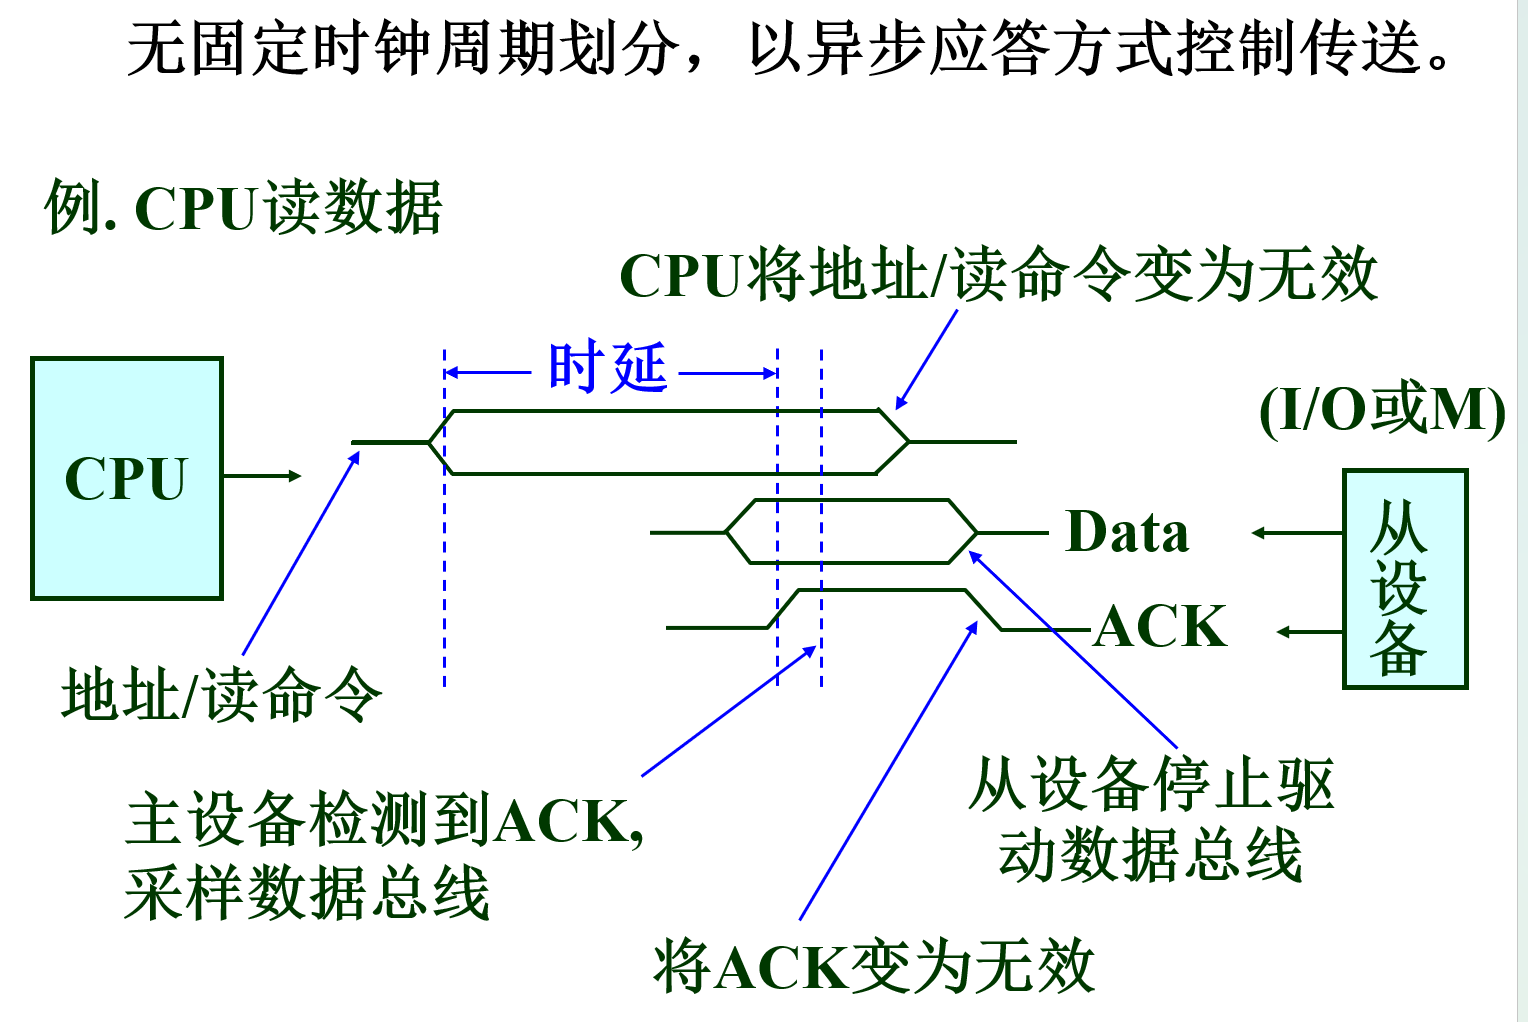 无固定时钟周期划分，以异步应答方式控制传送。
例. CPU读数据
CPU将地址/读命令变为无效
时延
(I/O或M)
CPU
Data
ACK
从
设
备
地址/读命令
主设备检测到ACK,
采样数据总线
从设备停止驱
动数据总线
将ACK变为无效